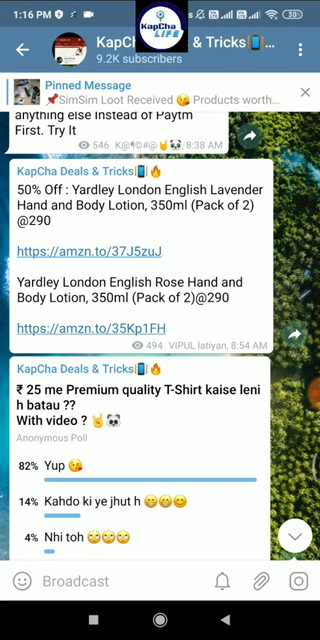 1:16 PM
30
KapCha
LIFE
KapC & Tricks📱...
9.2K subscribers
Pinned Message
📌SimSim Loot Received 😘 Products worth...
anything else Instead of Paytm
First. Try It
546 K@¶©#@🤘🐼, 8:38 AM
KapCha Deals & Tricks📱🔥
50% Off : Yardley London English Lavender
Hand and Body Lotion, 350ml (Pack of 2)
@290
https://amzn.to/37J5zuJ
Yardley London English Rose Hand and
Body Lotion, 350ml (Pack of 2)@290
https://amzn.to/35Kp1FH
494 VIPUL latiyan, 8:54 AM
KapCha Deals & Tricks📱🔥
₹ 25 me Premium quality T-Shirt kaise leni
h batau ??
With video ? 🤘🐼
Anonymous Poll
82% Yup 😘
14% Kahdo ki ye jhut h 😁😁😊
4% Nhi toh 🙄🙄🙄
Broadcast